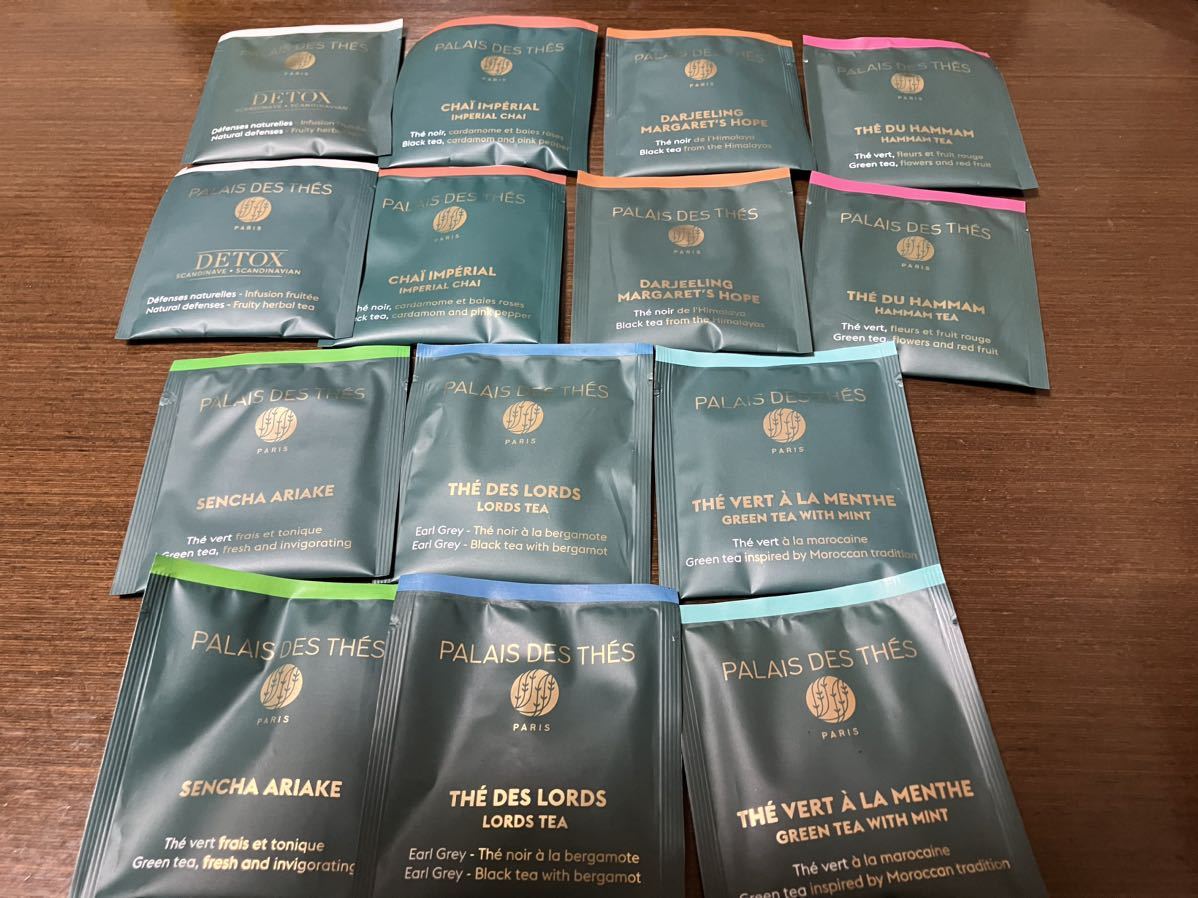 PALAIS DES THÉS
PARIS
DETOX
SCANDINAVE • SCANDINAVIAN
Défenses naturelles - Infusion fruitée
Natural defenses - Fruity herbal
PALAIS DES THÉS
PARIS
CHAÏ IMPÉRIAL
IMPERIAL CHAI
Thé noir, cardamome et baies roses
Black tea, cardamom and pink pepper
PALAIS DES THÉS
PARIS
DARJEELING
MARGARET'S HOPE
Thé noir de l'Himalaya
Black tea from the Himalayas
PALAIS DES THÉS
PARIS
THÉ DU HAMMAM
HAMMAM TEA
Thé vert, fleurs et fruit rouge
Green tea, flowers and red fruit
PALAIS DES THÉS
PARIS
DETOX
SCANDINAVE • SCANDINAVIAN
Défenses naturelles - Infusion fruitée
Natural defenses - Fruity herbal tea
PALAIS DES THÉS
PARIS
CHAÏ IMPÉRIAL
IMPERIAL CHAI
noir, cardamome et baies roses
tea, cardamom and pink pepper
PALAIS DES THÉS
PARIS
DARJEELING
MARGARET'S HOPE
Thé noir de l'Himalaya
Black tea from the Himalayas
PALAIS DES THÉS
PARIS
THÉ DU HAMMAM
HAMMAM TEA
Thé vert, fleurs et fruit rouge
Green tea, flowers and red fruit
PALAIS DES THÉS
PARIS
SENCHA ARIAKE
Thé vert frais et tonique
Green tea, fresh and invigorating
PALAIS DES THÉS
PARIS
THÉ DES LORDS
LORDS TEA
Earl Grey - Thé noir à la bergamote
Earl Grey - Black tea with bergamot
PALAIS DES THÉS
PARIS
THÉ VERT À LA MENTHE
GREEN TEA WITH MINT
Thé vert à la marocaine
Green tea inspired by Moroccan tradition
PALAIS DES THÉS
PARIS
SENCHA ARIAKE
Thé vert frais et tonique
Green tea, fresh and invigorating
PALAIS DES THÉS
PARIS
THÉ DES LORDS
LORDS TEA
Earl Grey - Thé noir à la bergamote
Earl Grey - Black tea with bergamot
PALAIS DES THÉS
PARIS
THÉ VERT À LA MENTHE
GREEN TEA WITH MINT
Thé vert à la marocaine
Green tea inspired by Moroccan tradition